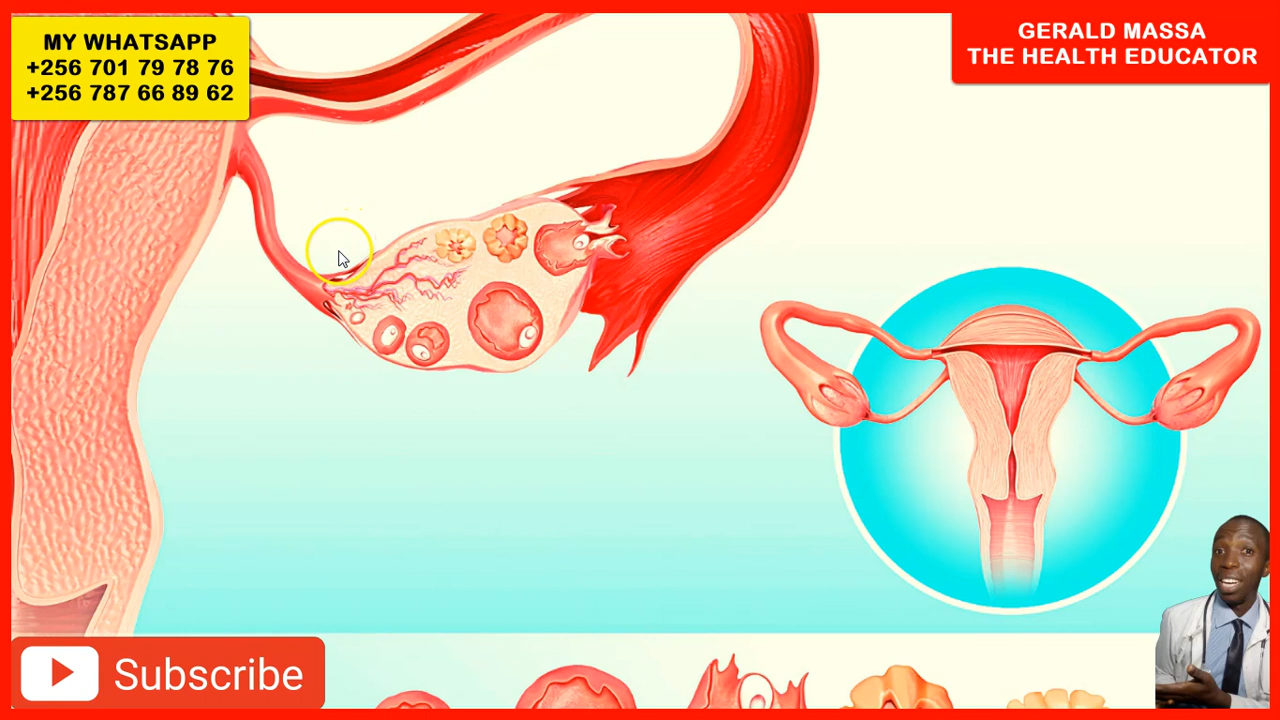 MY WHATSAPP
+256 701 79 78 76
+256 787 66 89 62
GERALD MASSA
THE HEALTH EDUCATOR
Subscribe